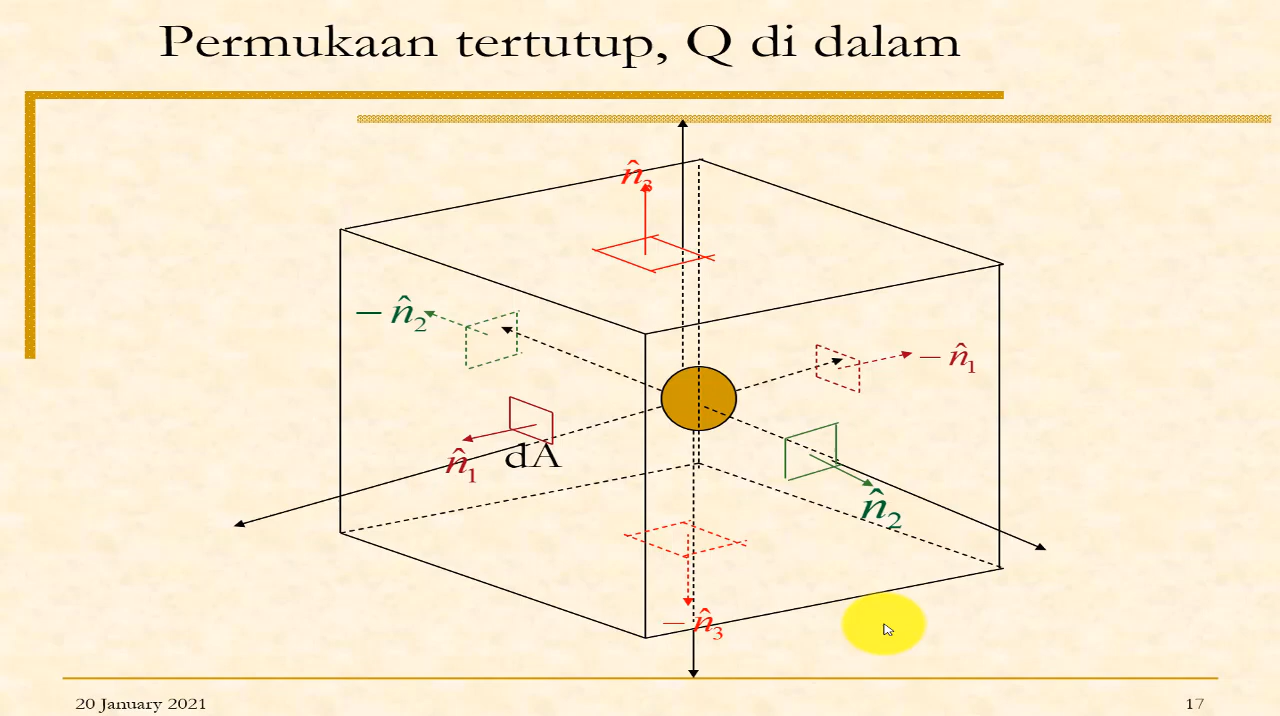 Permukaan tertutup, Q di dalam
n̂₃
− n̂₂
− n̂₁
n̂₁
dA
n̂₂
− n̂₃
20 January 2021
17